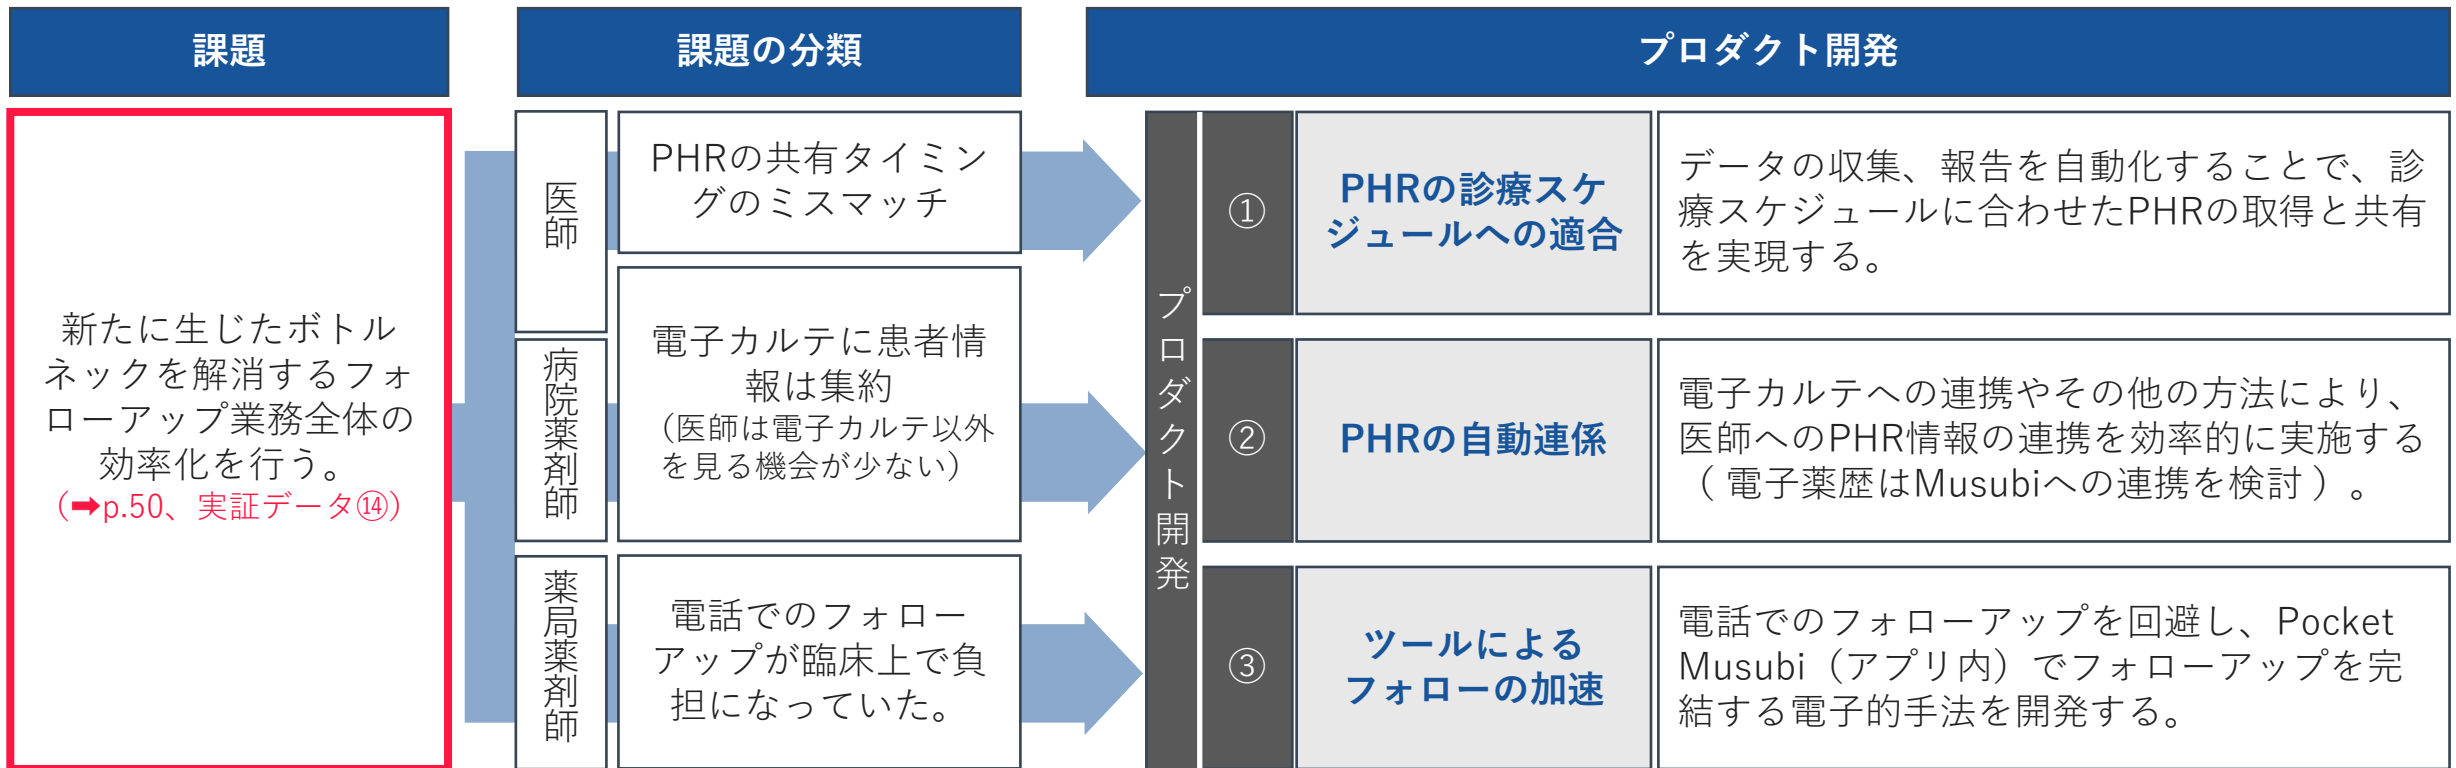 課題
課題の分類
プロダクト開発
新たに生じたボトル
ネックを解消するフォ
ローアップ業務全体の
効率化を行う。
（➡p.50、実証データ⑭）
医師
PHRの共有タイミン
グのミスマッチ
病院薬剤師
電子カルテに患者情
報は集約
（医師は電子カルテ以外
を見る機会が少ない）
薬局薬剤師
電話でのフォロー
アップが臨床上で負
担になっていた。
プロダクト開発
①
PHRの診療スケ
ジュールへの適合
データの収集、報告を自動化することで、診
療スケジュールに合わせたPHRの取得と共有
を実現する。
②
PHRの自動連係
電子カルテへの連携やその他の方法により、
医師へのPHR情報の連携を効率的に実施する
（ 電子薬歴はMusubiへの連携を検討 ）。
③
ツールによる
フォローの加速
電話でのフォローアップを回避し、Pocket
Musubi（アプリ内）でフォローアップを完
結する電子的手法を開発する。